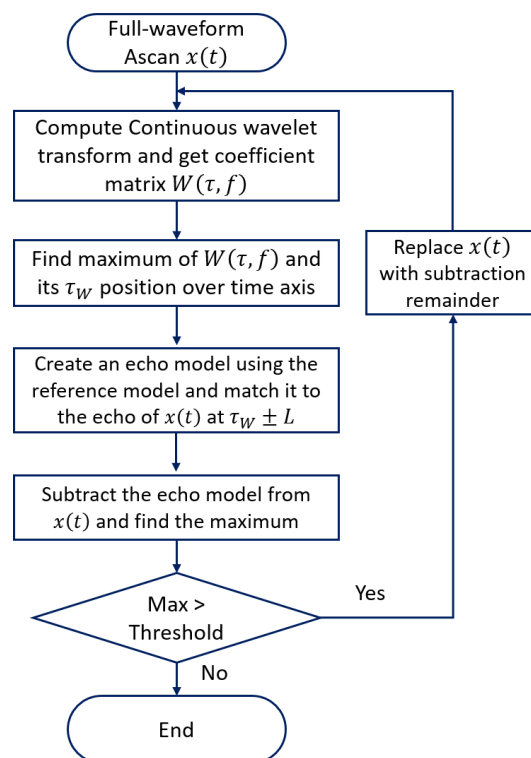 Full-waveform
Ascan x(t)
Compute Continuous wavelet
transform and get coefficient
matrix W(τ, f)
Find maximum of W(τ, f) and
its τ_W position over time axis
Replace x(t)
with subtraction
remainder
Create an echo model using the
reference model and match it to
the echo of x(t) at τ_W ± L
Subtract the echo model from
x(t) and find the maximum
Max >
Threshold
Yes
No
End